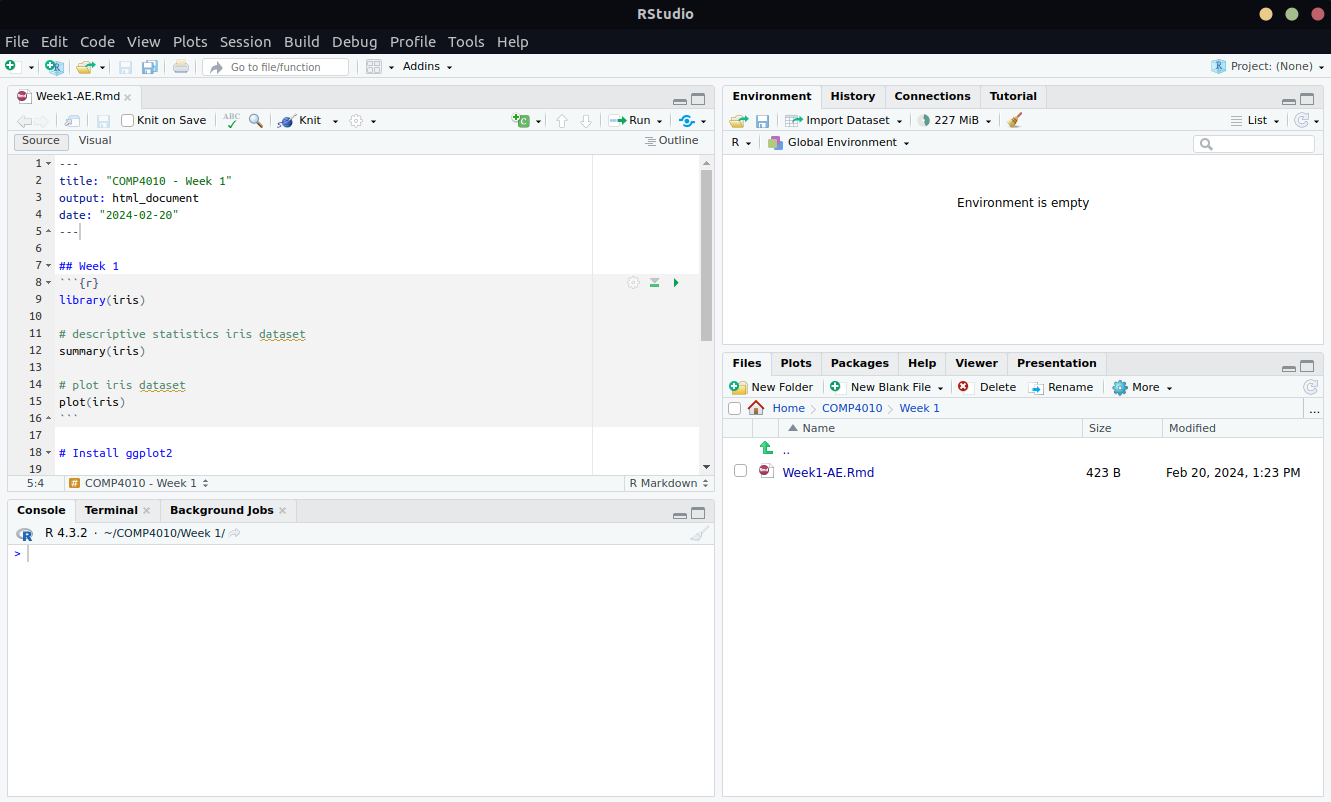 RStudio
File Edit Code View Plots Session Build Debug Profile Tools Help
Go to file/function Addins Project: (None)
Week1-AE.Rmd
Knit on Save ABC Knit Run
Source Visual Outline
1 ---
2 title: "COMP4010 - Week 1"
3 output: html_document
4 date: "2024-02-20"
5 ---
6
7 ## Week 1
8 ```{r}
9 library(iris)
10
11 # descriptive statistics iris dataset
12 summary(iris)
13
14 # plot iris dataset
15 plot(iris)
16 ```
17
18 # Install ggplot2
19
5:4 # COMP4010 - Week 1 R Markdown
Console Terminal Background Jobs
R 4.3.2 · ~/COMP4010/Week 1/
>
Environment History Connections Tutorial
Import Dataset 227 MiB List
R Global Environment
Environment is empty
Files Plots Packages Help Viewer Presentation
New Folder New Blank File Delete Rename More
Home COMP4010 Week 1 ...
Name Size Modified
..
Week1-AE.Rmd 423 B Feb 20, 2024, 1:23 PM